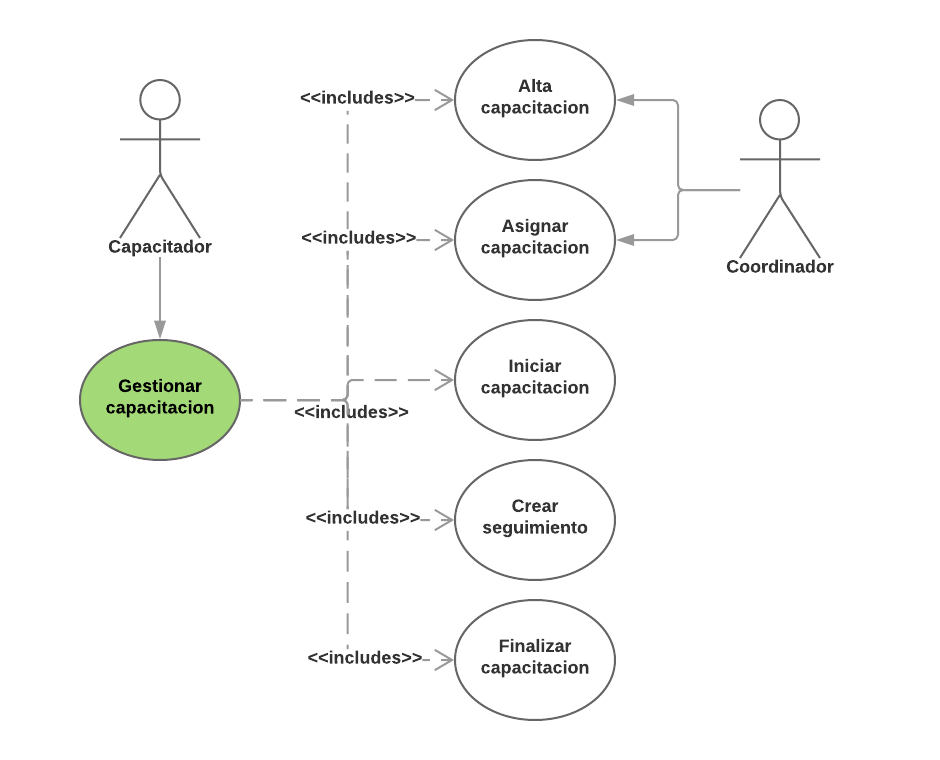 <<includes>>
Alta
capacitacion
Capacitador
<<includes>>
Asignar
capacitacion
Coordinador
Gestionar
capacitacion
<<includes>>
Iniciar
capacitacion
<<includes>>
Crear
seguimiento
<<includes>>
Finalizar
capacitacion